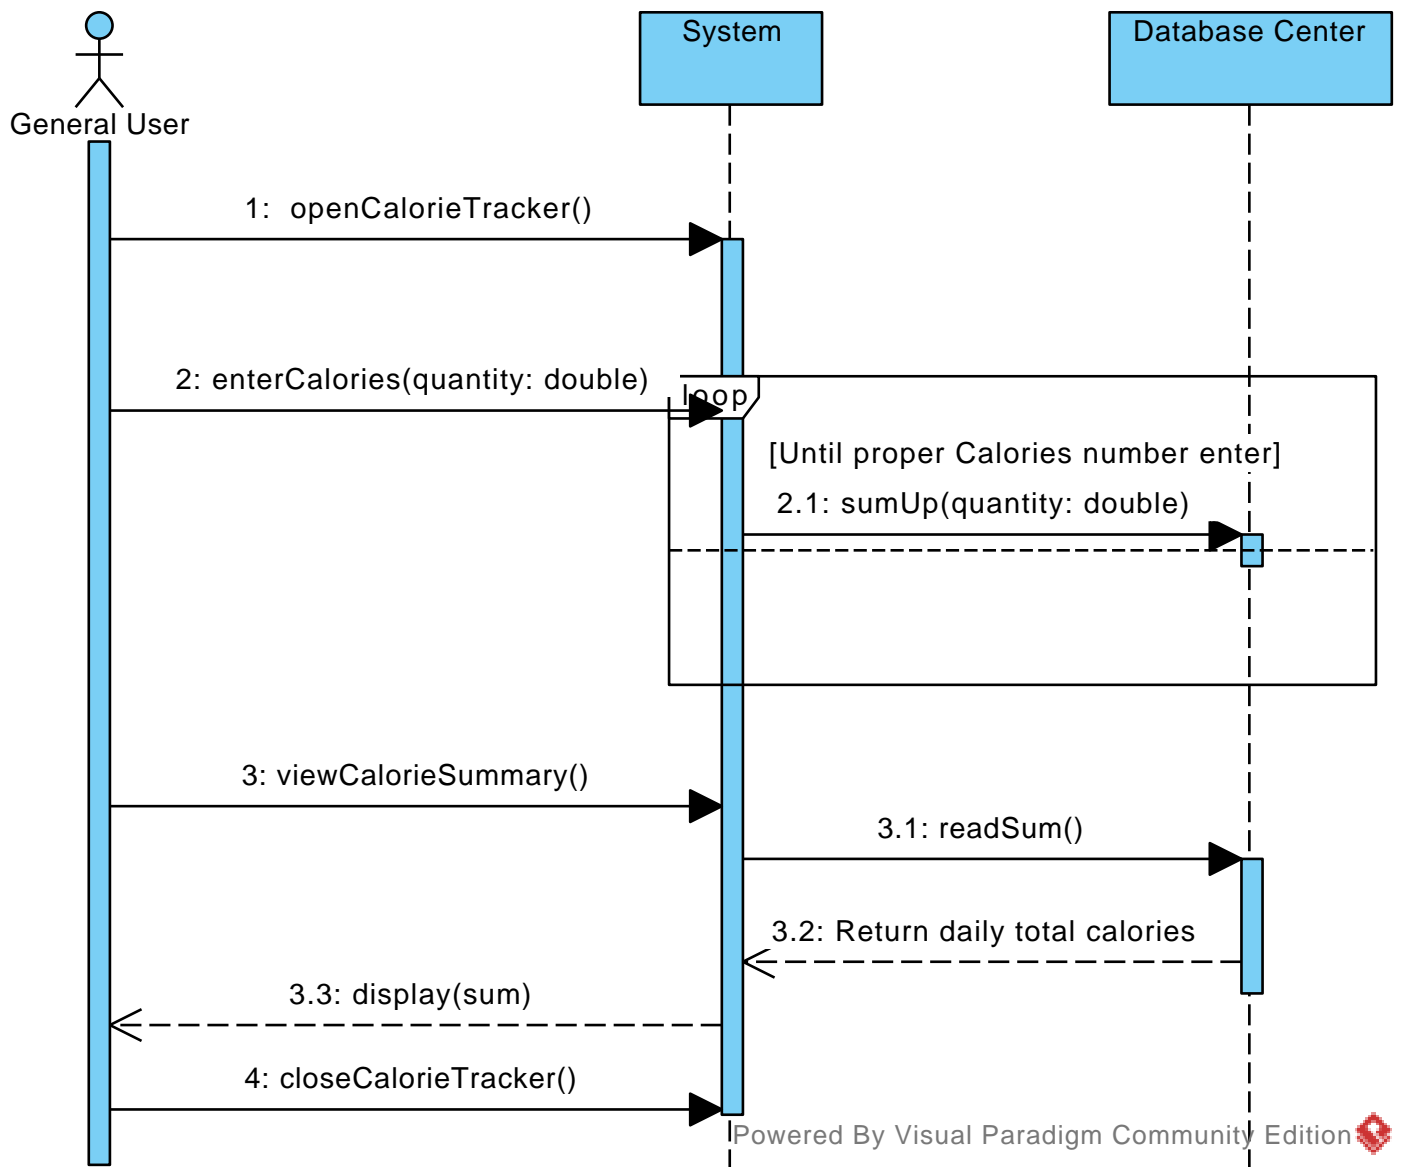 System
Database Center
General User
1:  openCalorieTracker()
2: enterCalories(quantity: double)
loop
[Until proper Calories number enter]
2.1: sumUp(quantity: double)
3: viewCalorieSummary()
3.1: readSum()
3.2: Return daily total calories
3.3: display(sum)
4: closeCalorieTracker()
Powered By Visual Paradigm Community Edition